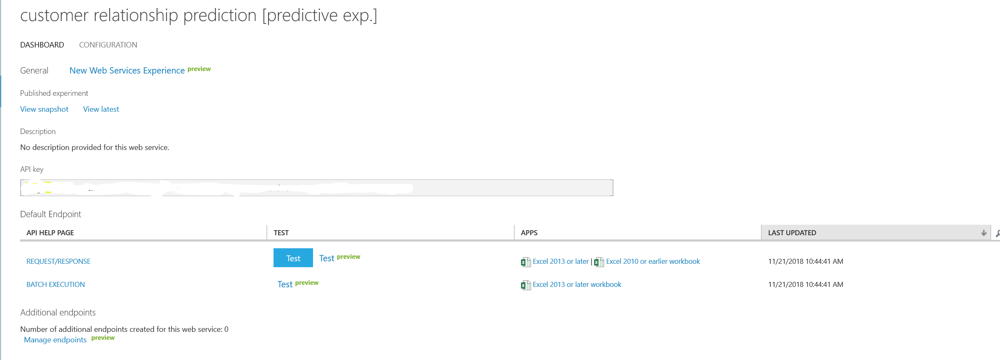 customer relationship prediction [predictive exp.]
DASHBOARD CONFIGURATION
General New Web Services Experience preview
Published experiment
View snapshot View latest
Description
No description provided for this web service.
API key
Default Endpoint
API HELP PAGE TEST APPS LAST UPDATED
REQUEST/RESPONSE Test Test preview Excel 2013 or later | Excel 2010 or earlier workbook 11/21/2018 10:44:41 AM
BATCH EXECUTION Test preview Excel 2013 or later workbook 11/21/2018 10:44:41 AM
Additional endpoints
Number of additional endpoints created for this web service: 0
Manage endpoints preview